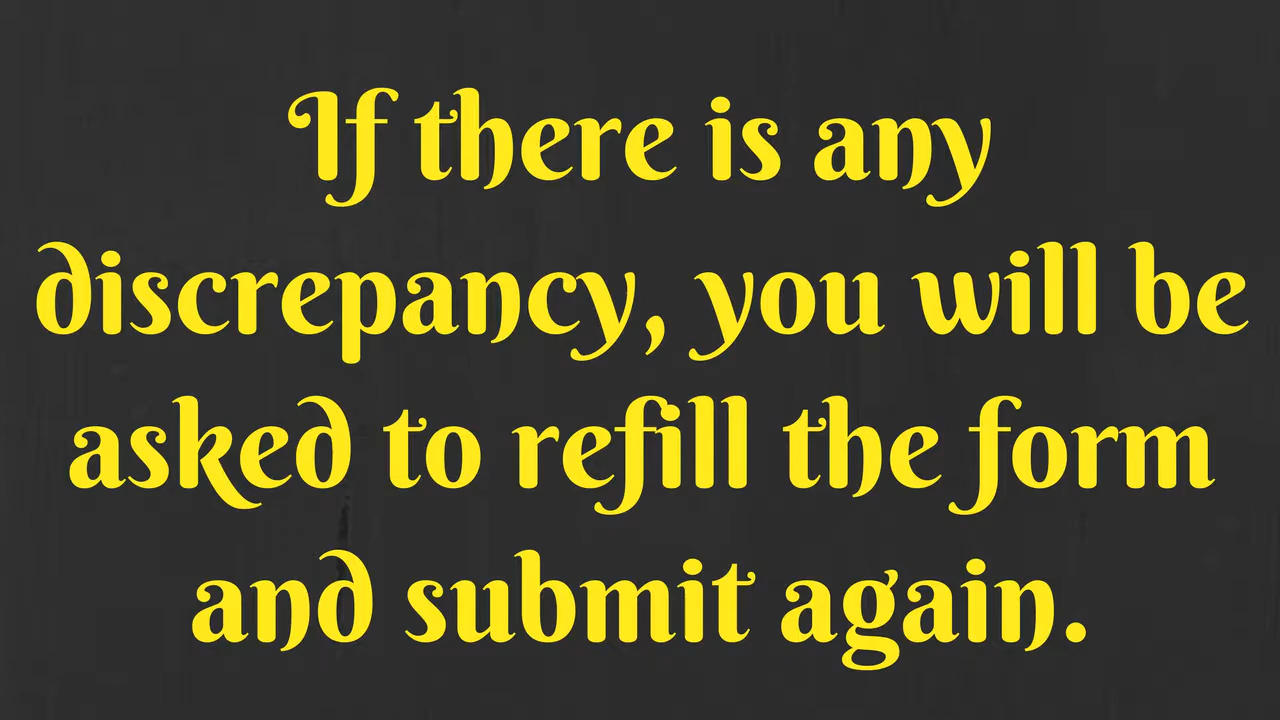 If there is any
discrepancy, you will be
asked to refill the form
and submit again.